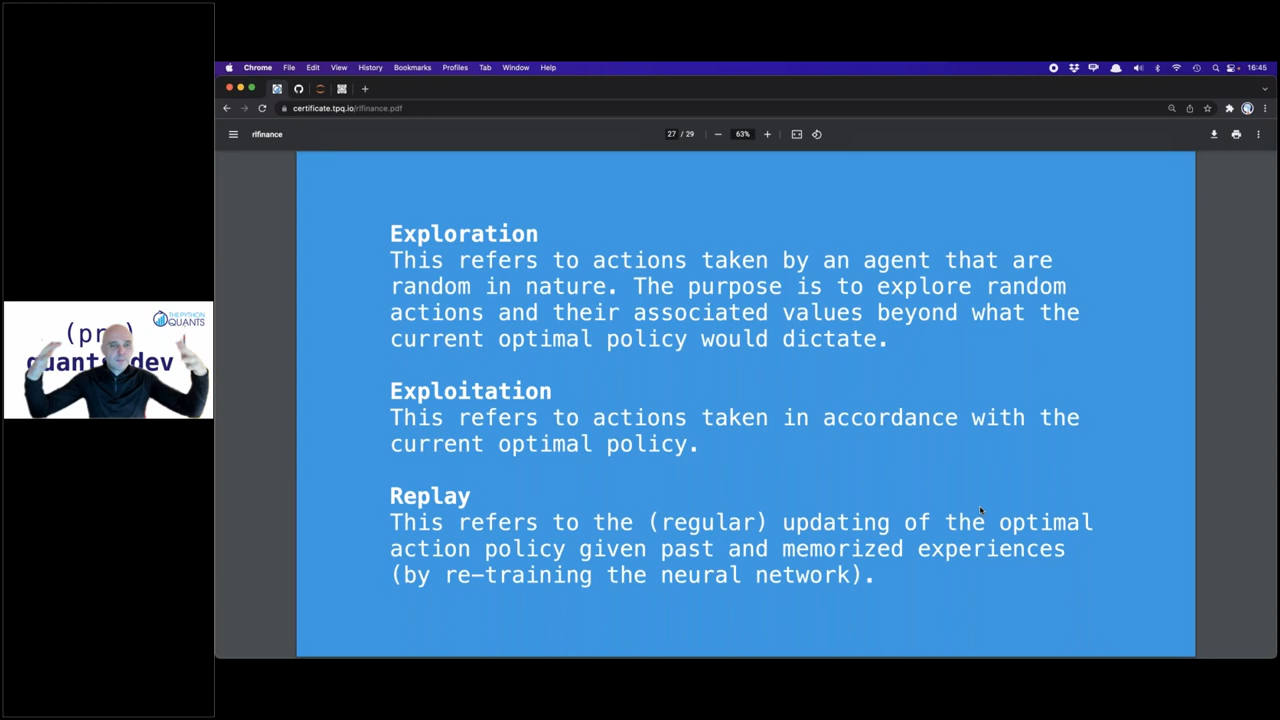 Chrome File Edit View History Bookmarks Profiles Tab Window Help 16:45
certificate.tpq.io/rlfinance.pdf
rlfinance 27 / 29 63%
Exploration
This refers to actions taken by an agent that are
random in nature. The purpose is to explore random
actions and their associated values beyond what the
current optimal policy would dictate.
Exploitation
This refers to actions taken in accordance with the
current optimal policy.
Replay
This refers to the (regular) updating of the optimal
action policy given past and memorized experiences
(by re-training the neural network).
THE PYTHON
QUANTS